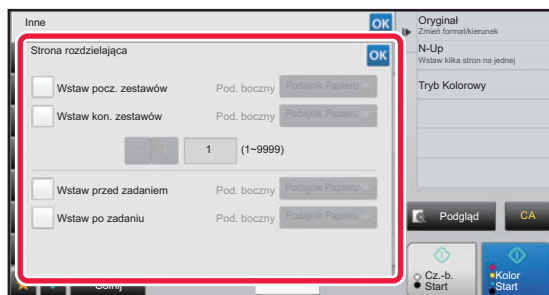 Inne OK
Strona rozdzielająca OK
Wstaw pocz. zestawów Pod. boczny Podajnik Papieru
Wstaw kon. zestawów Pod. boczny Podajnik Papieru
- + 1 (1~9999)
Wstaw przed zadaniem Pod. boczny Podajnik Papieru
Wstaw po zadaniu Pod. boczny Podajnik Papieru
Oryginał
Zmień format/kierunek
N-Up
Wstaw kilka stron na jednej
Tryb Kolorowy
Podgląd CA
Cz.-b.
Start
Kolor
Start